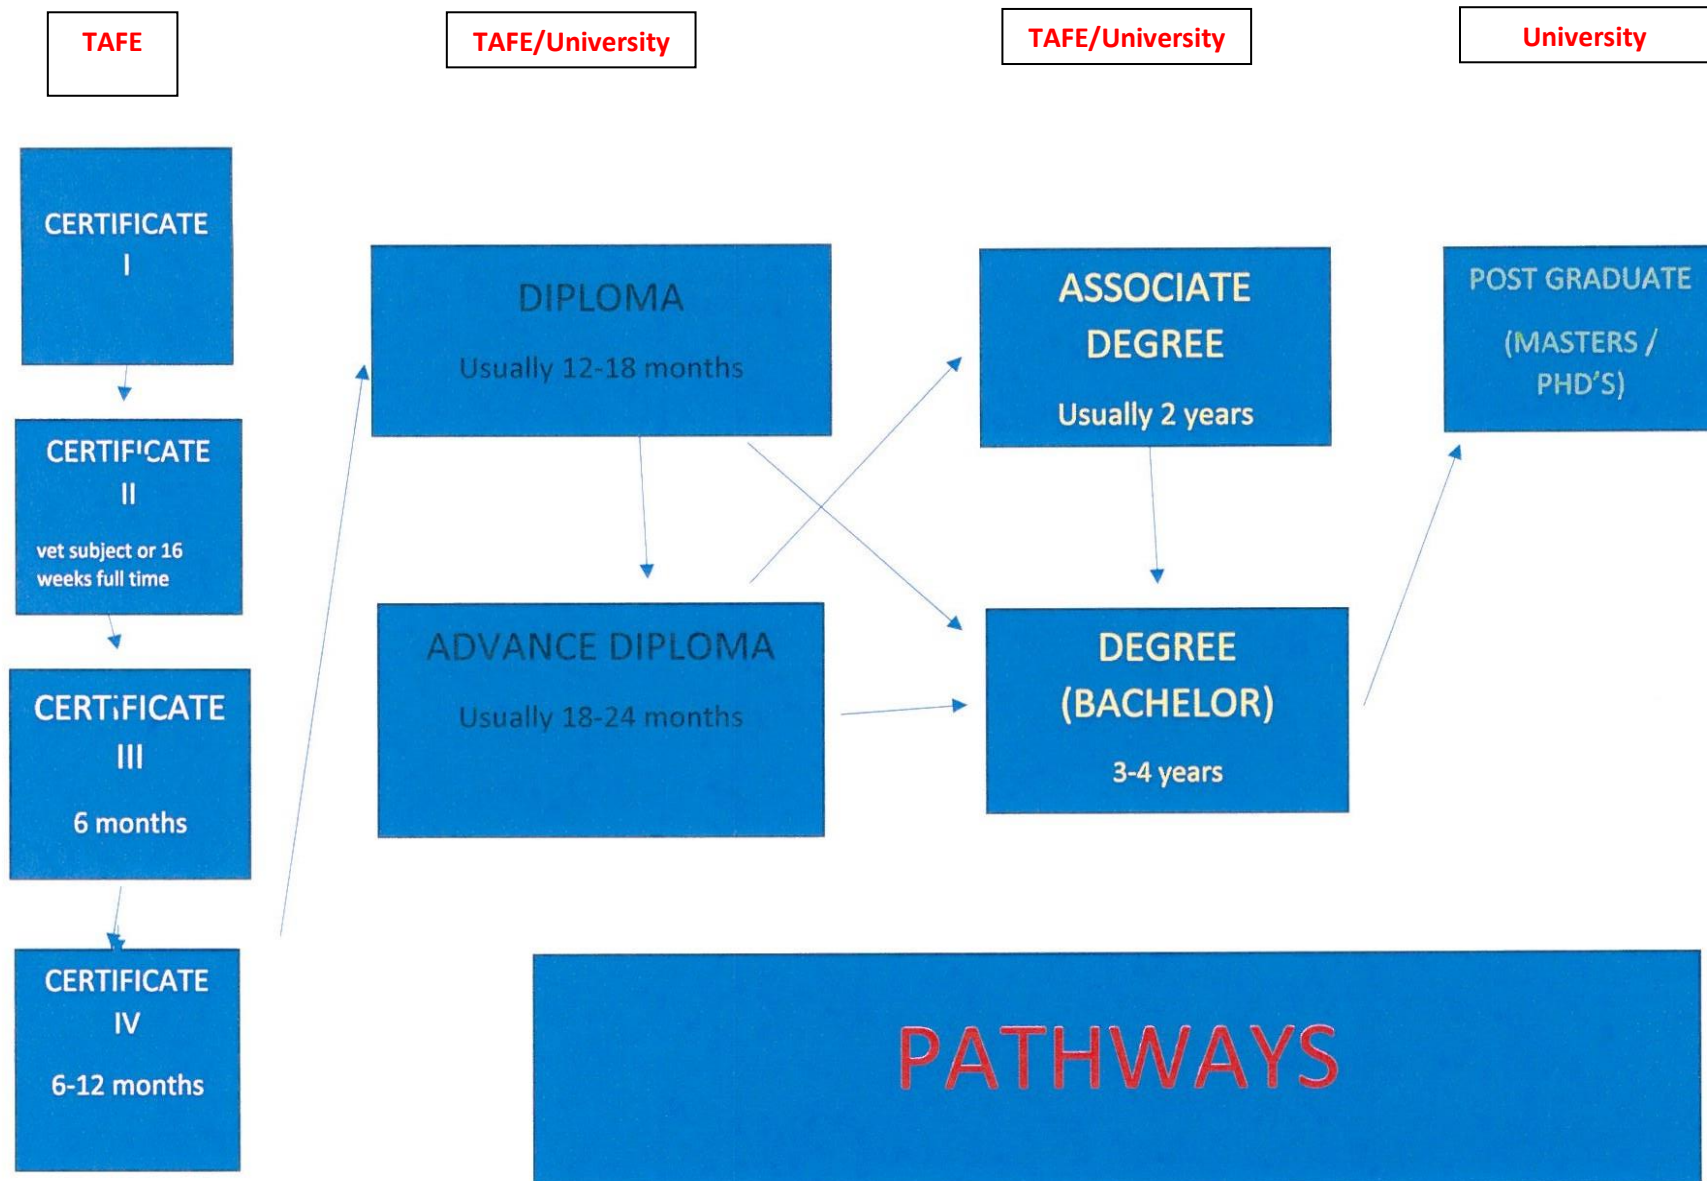 TAFE
TAFE/University
TAFE/University
University
CERTIFICATE
I
CERTIFICATE
II
vet subject or 16
weeks full time
CERTIFICATE
III
6 months
CERTIFICATE
IV
6-12 months
DIPLOMA
Usually 12-18 months
ADVANCE DIPLOMA
Usually 18-24 months
ASSOCIATE
DEGREE
Usually 2 years
DEGREE
(BACHELOR)
3-4 years
POST GRADUATE
(MASTERS /
PHD'S)
PATHWAYS